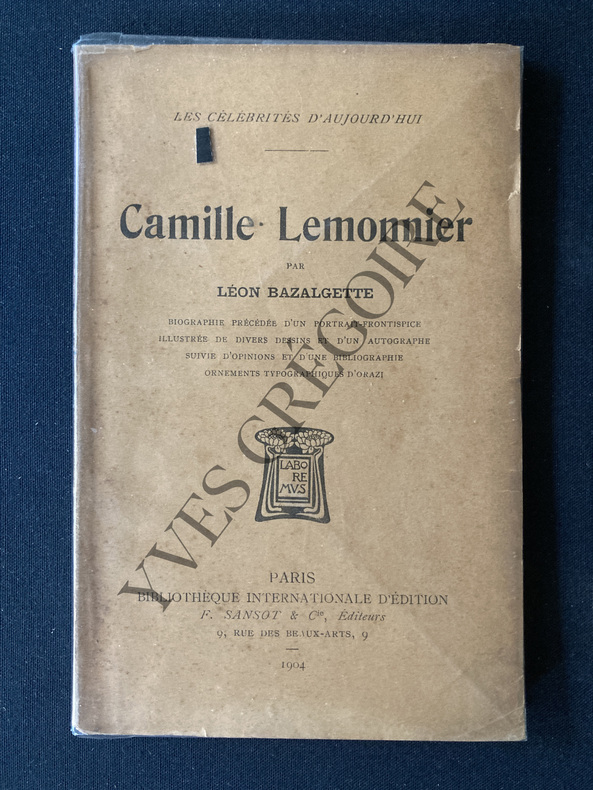 LES CÉLÉBRITÉS D'AUJOURD'HUI
Camille Lemonnier
PAR
LÉON BAZALGETTE
BIOGRAPHIE PRÉCÉDÉE D'UN PORTRAIT-FRONTISPICE
ILLUSTRÉE DE DIVERS DESSINS ET D'UN AUTOGRAPHE
SUIVIE D'OPINIONS ET D'UNE BIBLIOGRAPHIE
ORNEMENTS TYPOGRAPHIQUES D'ORAZI
LABO
RE
MVS
PARIS
BIBLIOTHÈQUE INTERNATIONALE D'ÉDITION
F. SANSOT & Cie, Éditeurs
9, RUE DES BEAUX-ARTS, 9
1904
YVES GRÉGOIRE